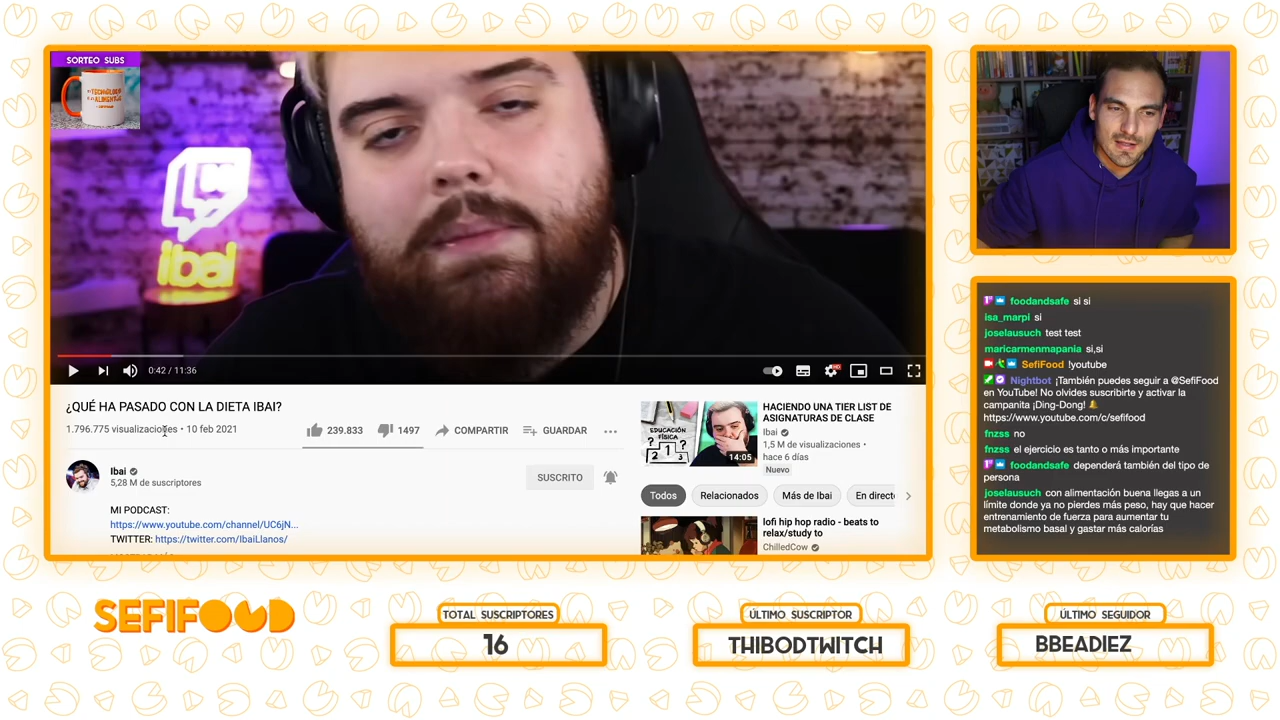 SORTEO SUBS
ibai
0:42 / 11:36
HD
¿QUÉ HA PASADO CON LA DIETA IBAI?
1.796.775 visualizaciones • 10 feb 2021
239.833
1497
COMPARTIR
GUARDAR
Ibai
5,28 M de suscriptores
SUSCRITO
MI PODCAST:
https://www.youtube.com/channel/UC6jN...
TWITTER: https://twitter.com/IbaiLlanos/
EDUCACIÓN
FÍSICA
? 2 1 3 ?
14:05
HACIENDO UNA TIER LIST DE
ASIGNATURAS DE CLASE
Ibai
1,5 M de visualizaciones •
hace 6 días
Nuevo
Todos
Relacionados
Más de Ibai
En direct
lofi hip hop radio - beats to
relax/study to
ChilledCow
foodandsafe si si
isa_marpi si
joselausuch test test
maricarmenmapania si,si
SefiFood !youtube
Nightbot ¡También puedes seguir a @SefiFood
en YouTube! No olvides suscribirte y activar la
campanita ¡Ding-Dong! 🔔
https://www.youtube.com/c/sefifood
fnzss no
fnzss el ejercicio es tanto o más importante
foodandsafe dependerá también del tipo de
persona
joselausuch con alimentación buena llegas a un
límite donde ya no pierdes más peso, hay que hacer
entrenamiento de fuerza para aumentar tu
metabolismo basal y gastar más calorías
SEFIFOOD
TOTAL SUSCRIPTORES
16
ÚLTIMO SUSCRIPTOR
THIBODTWITCH
ÚLTIMO SEGUIDOR
BBEADIEZ